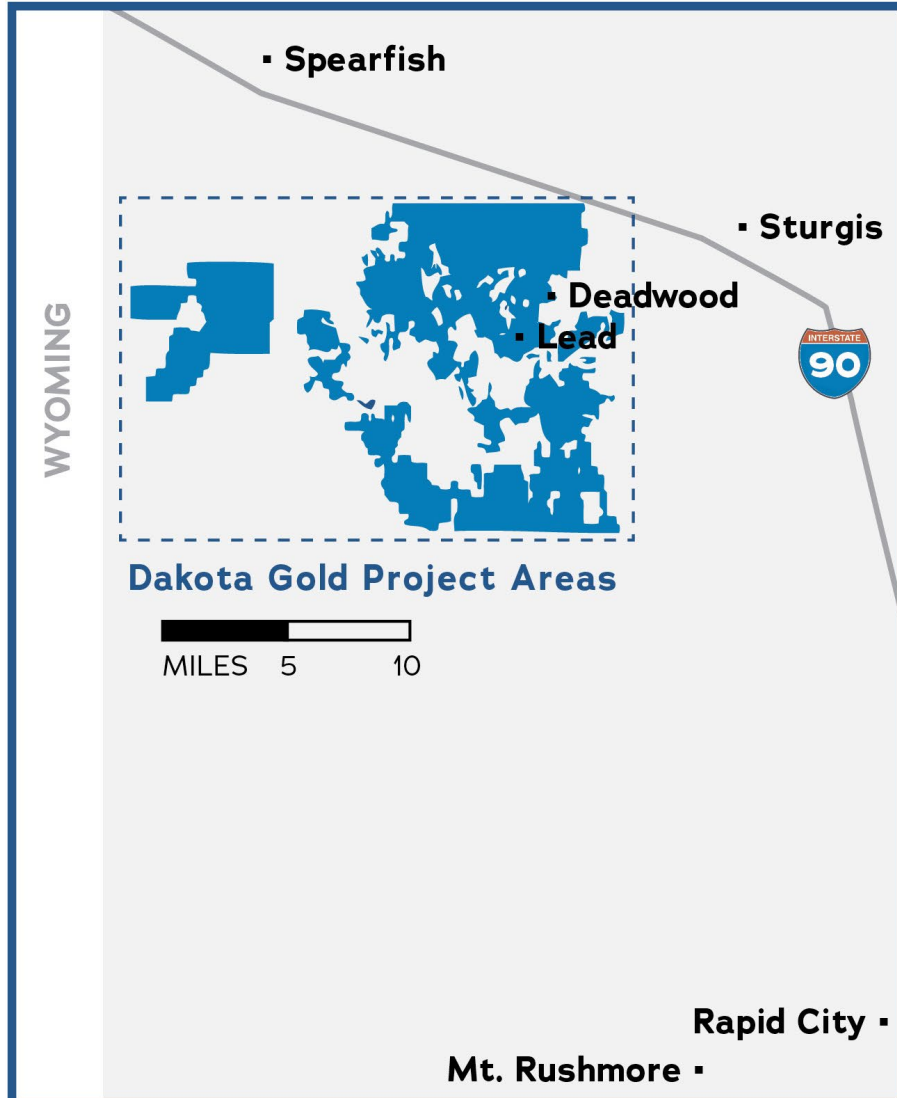 Spearfish
Sturgis
Deadwood
Lead
WYOMING
INTERSTATE
90
Dakota Gold Project Areas
MILES 5 10
Rapid City
Mt. Rushmore